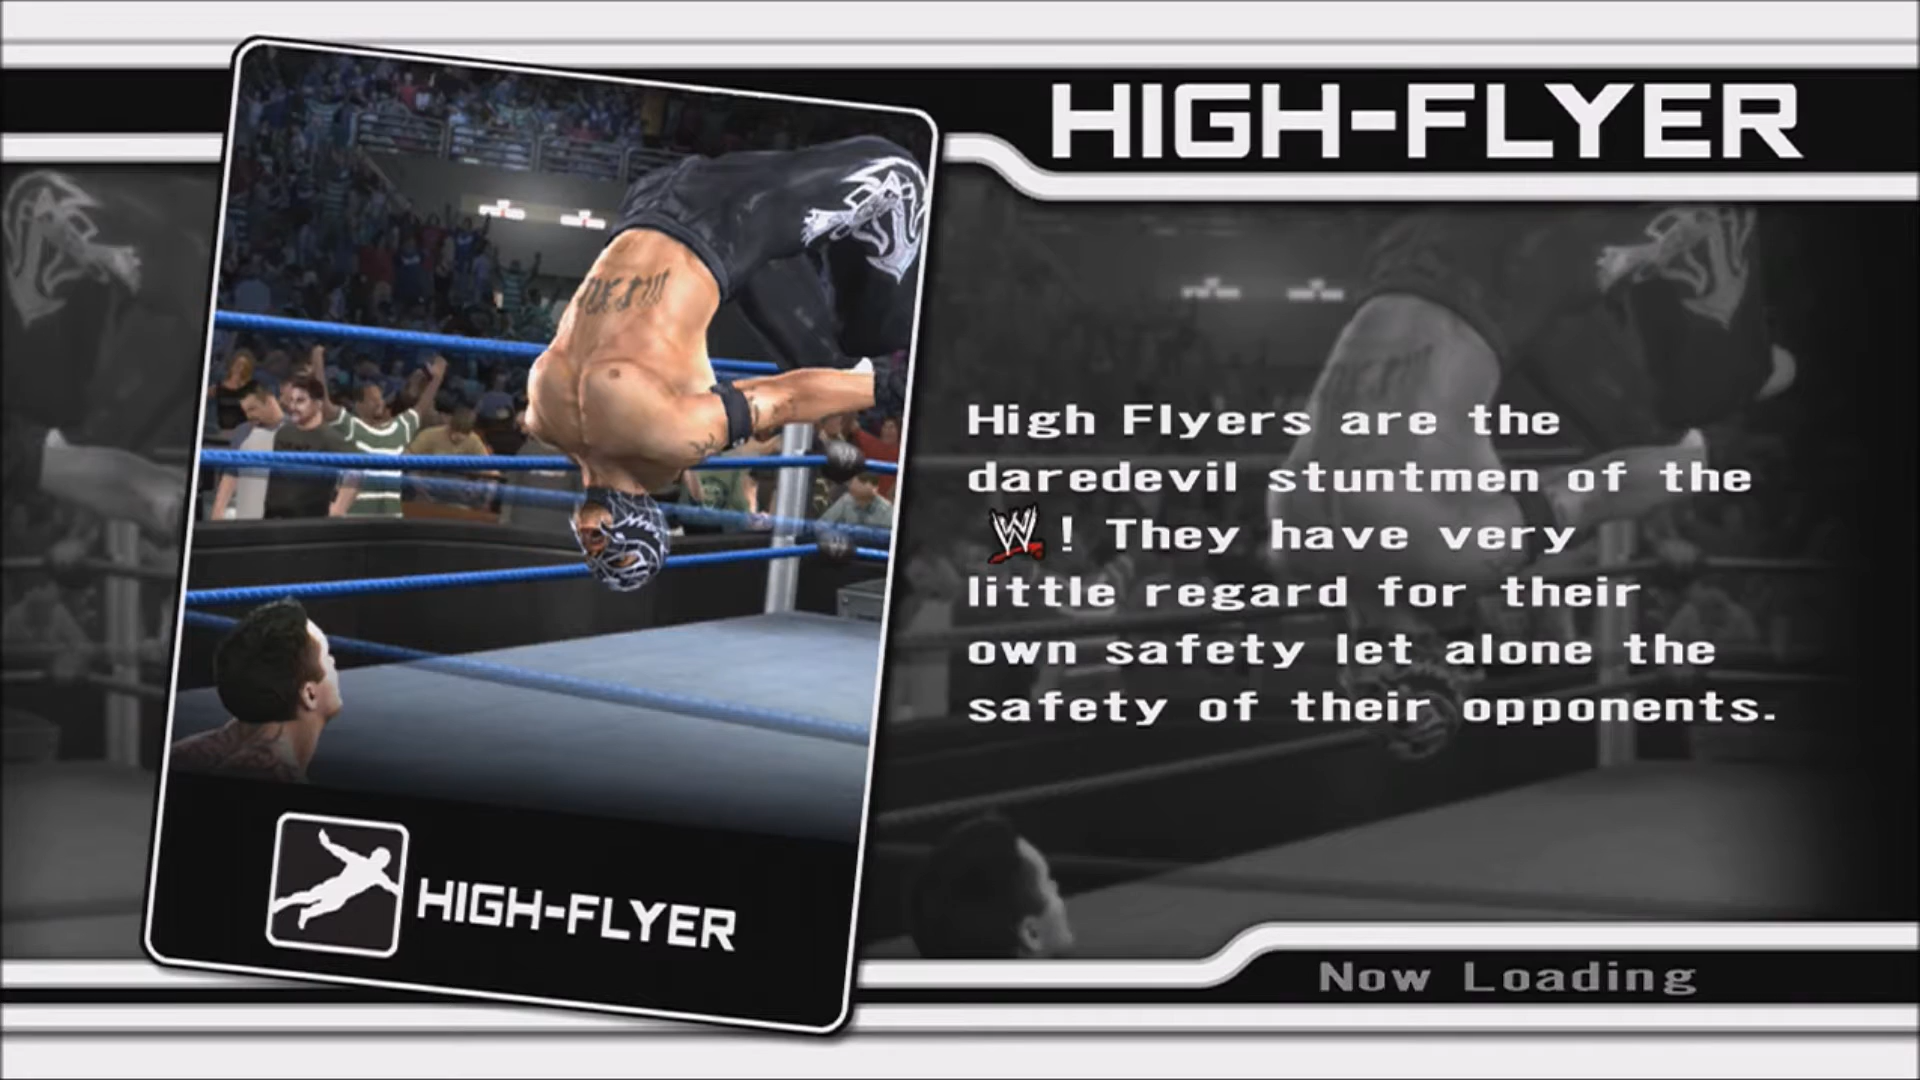 HIGH-FLYER
High Flyers are the
daredevil stuntmen of the
W! They have very
little regard for their
own safety let alone the
safety of their opponents.
HIGH-FLYER
Now Loading